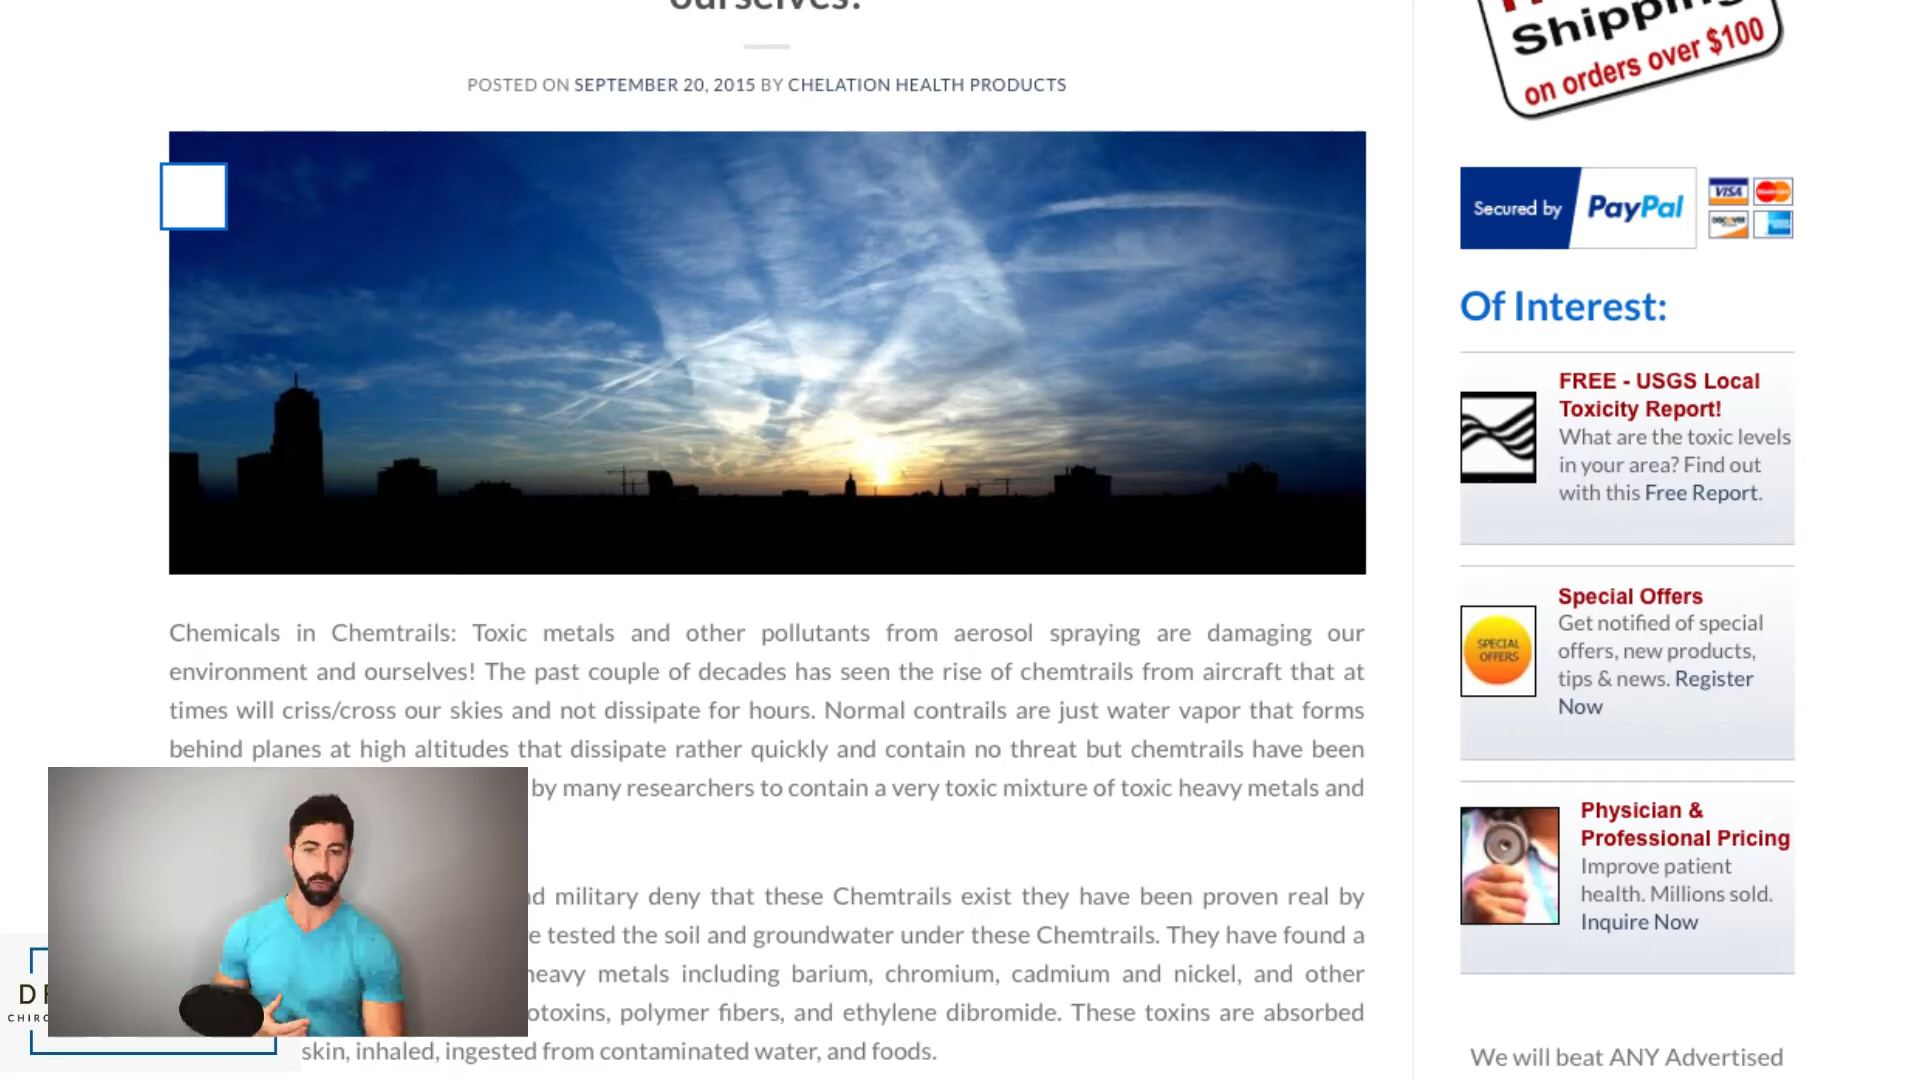 ourselves!
POSTED ON SEPTEMBER 20, 2015 BY CHELATION HEALTH PRODUCTS
Chemicals in Chemtrails: Toxic metals and other pollutants from aerosol spraying are damaging our
environment and ourselves! The past couple of decades has seen the rise of chemtrails from aircraft that at
times will criss/cross our skies and not dissipate for hours. Normal contrails are just water vapor that forms
behind planes at high altitudes that dissipate rather quickly and contain no threat but chemtrails have been
by many researchers to contain a very toxic mixture of toxic heavy metals and
military deny that these Chemtrails exist they have been proven real by
tested the soil and groundwater under these Chemtrails. They have found a
heavy metals including barium, chromium, cadmium and nickel, and other
polymer fibers, and ethylene dibromide. These toxins are absorbed
skin, inhaled, ingested from contaminated water, and foods.
Shipping
on orders over $100
Secured by PayPal
VISA
DISCOVER
Of Interest:
FREE - USGS Local
Toxicity Report!
What are the toxic levels
in your area? Find out
with this Free Report.
SPECIAL
OFFERS
Special Offers
Get notified of special
offers, new products,
tips & news. Register
Now
Physician &
Professional Pricing
Improve patient
health. Millions sold.
Inquire Now
We will beat ANY Advertised